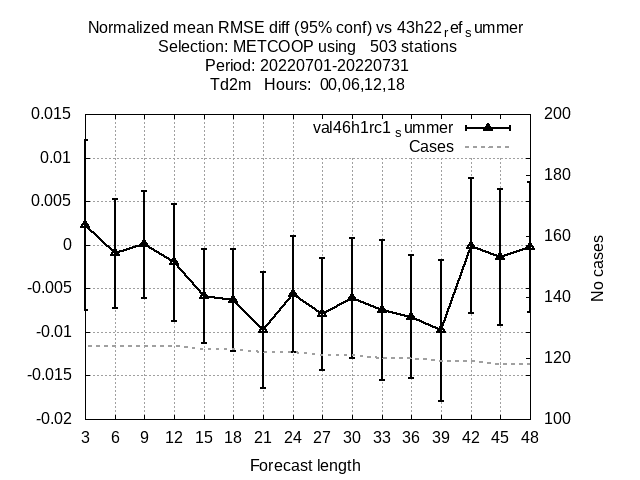 Normalized mean RMSE diff (95% conf) vs 43h22ᵣefₛummer
Selection: METCOOP using 503 stations
Period: 20220701-20220731
Td2m Hours: 00,06,12,18
0.015
0.01
0.005
0
-0.005
-0.01
-0.015
-0.02
200
180
160
140
120
100
val46h1rc1ₛummer
Cases
No cases
3 6 9 12 15 18 21 24 27 30 33 36 39 42 45 48
Forecast length